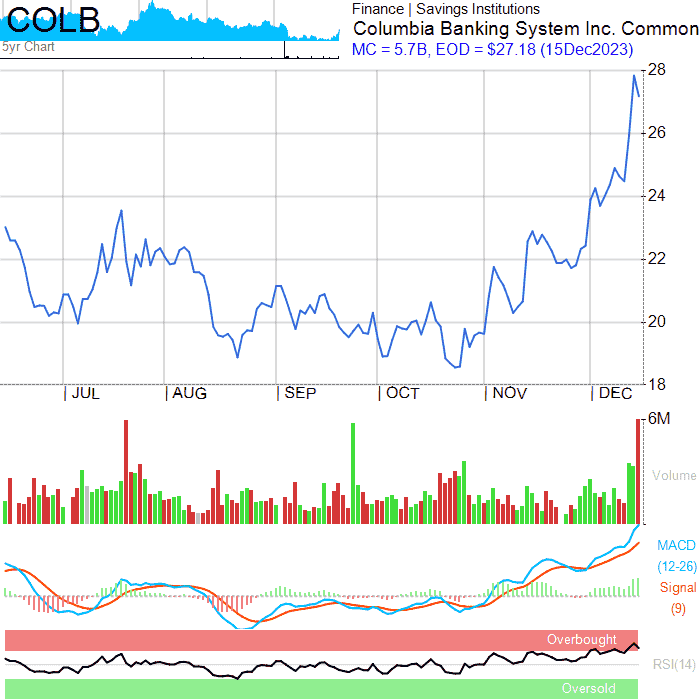 COLB
5yr Chart
Finance | Savings Institutions
Columbia Banking System Inc. Common
MC = 5.7B, EOD = $27.18 (15Dec2023)
28
26
24
22
20
18
JUL
AUG
SEP
OCT
NOV
DEC
6M
Volume
MACD
(12-26)
Signal
(9)
Overbought
RSI(14)
Oversold